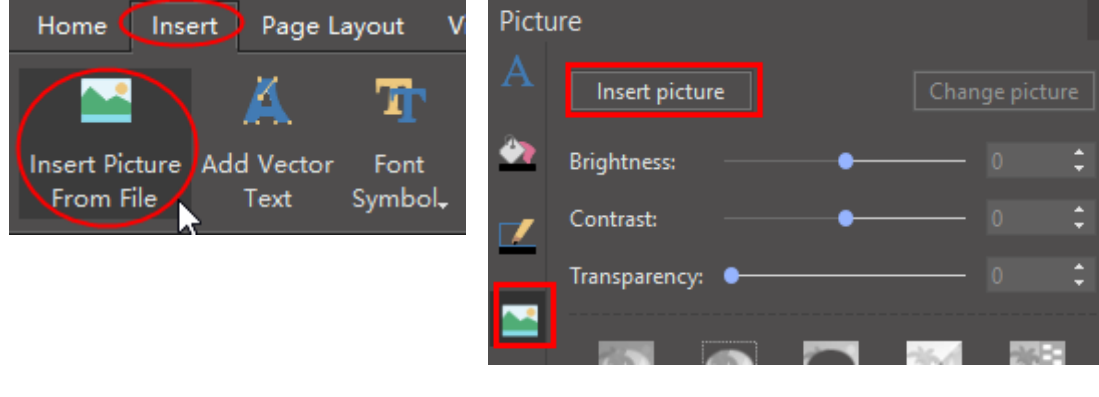 Home Insert Page Layout V
Insert Picture From File
Add Vector Text
Font Symbol
Picture
A
Insert picture Change picture
Brightness: 0
Contrast: 0
Transparency: 0